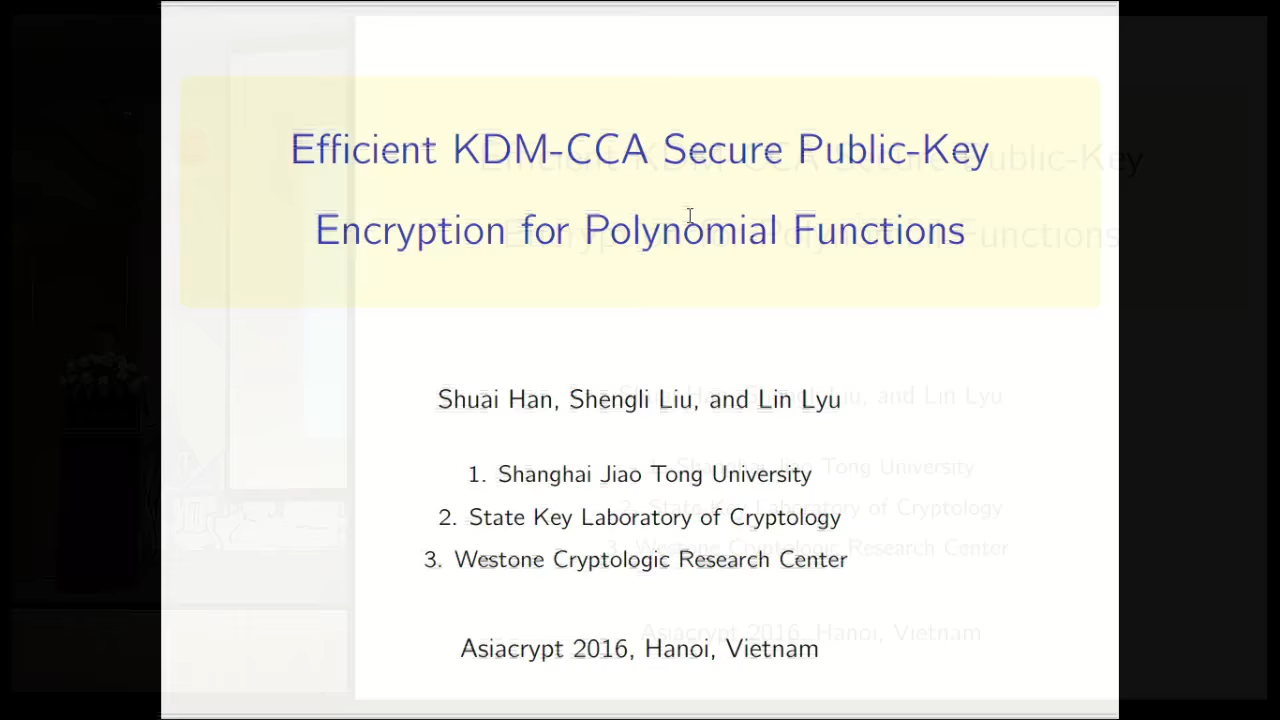 Efficient KDM-CCA Secure Public-Key
Encryption for Polynomial Functions
Shuai Han, Shengli Liu, and Lin Lyu
1. Shanghai Jiao Tong University
2. State Key Laboratory of Cryptology
3. Westone Cryptologic Research Center
Asiacrypt 2016, Hanoi, Vietnam